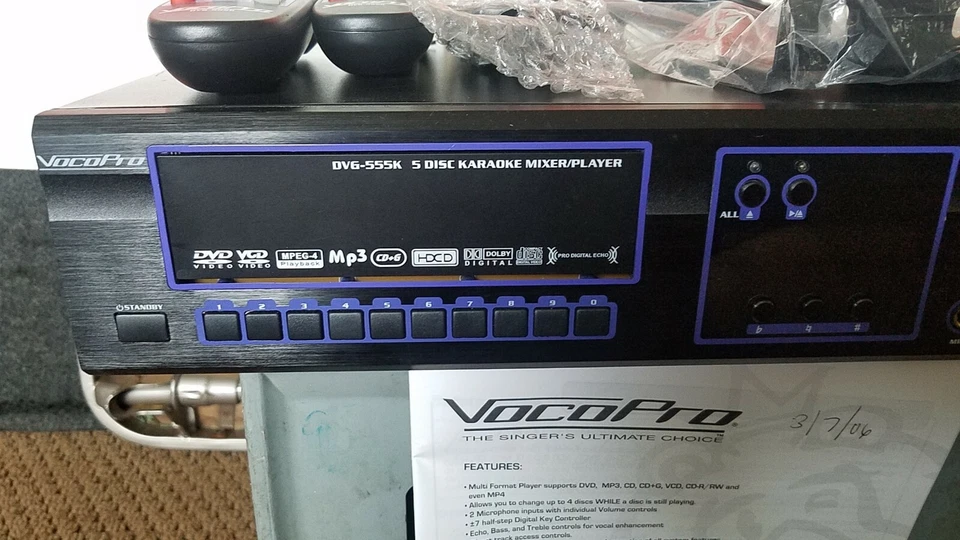 VocoPro
DVG-555K 5 DISC KARAOKE MIXER/PLAYER
DVD VIDEO VCD VIDEO MPEG-4 Playback Mp3 CD+G HDCD DOLBY DIGITAL PRO DIGITAL ECHO
ALL
STANDBY
1 2 3 4 5 6 7 8 9 0
♭ ♮ #
VOCOPRO®
THE SINGER'S ULTIMATE CHOICE™
3/7/06
FEATURES:
• Multi Format Player supports DVD, MP3, CD, CD+G, VCD, CD-R/RW and
even MP4
• Allows you to change up to 4 discs WHILE a disc is still playing.
• 2 Microphone inputs with individual Volume controls
• ±7 half-step Digital Key Controller
• Echo, Bass, and Treble controls for vocal enhancement
track access controls.